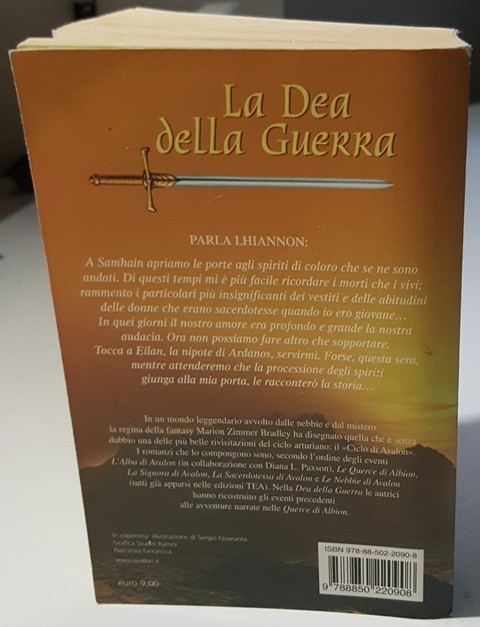 La Dea
della Guerra
PARLA LHIANNON:
A Samhain apriamo le porte agli spiriti di coloro che se ne sono
andati. Di questi tempi mi è più facile ricordare i morti che i vivi;
rammento i particolari più insignificanti dei vestiti e delle abitudini
delle donne che erano sacerdotesse quando io ero giovane...
In quei giorni il nostro amore era profondo e grande la nostra
audacia. Ora non possiamo fare altro che sopportare.
Tocca a Eilan, la nipote di Ardanos, servirmi. Forse, questa sera,
mentre attenderemo che la processione degli spiriti
giunga alla mia porta, le racconterò la storia...
In un mondo leggendario avvolto dalle nebbie e dal mistero
la regina della fantasy Marion Zimmer Bradley ha disegnato quella che è senza
dubbio una delle più belle rivisitazioni del ciclo arturiano: il «Ciclo di Avalon».
I romanzi che lo compongono sono, secondo l'ordine degli eventi
L'Alba di Avalon (in collaborazione con Diana L. Paxson), Le Querce di Albion,
La Signora di Avalon, La Sacerdotessa di Avalon e Le Nebbie di Avalon
(tutti già apparsi nelle edizioni TEA). Nella Dea della Guerra le autrici
hanno ricostruito gli eventi precedenti
alle avventure narrate nelle Querce di Albion.
In copertina: illustrazione di Sergio Quaranta
Grafica Studio Baroni
Narrativa fantastica
www.tealibri.it
euro 9,00
ISBN 978-88-502-2090-8
9 788850 220908